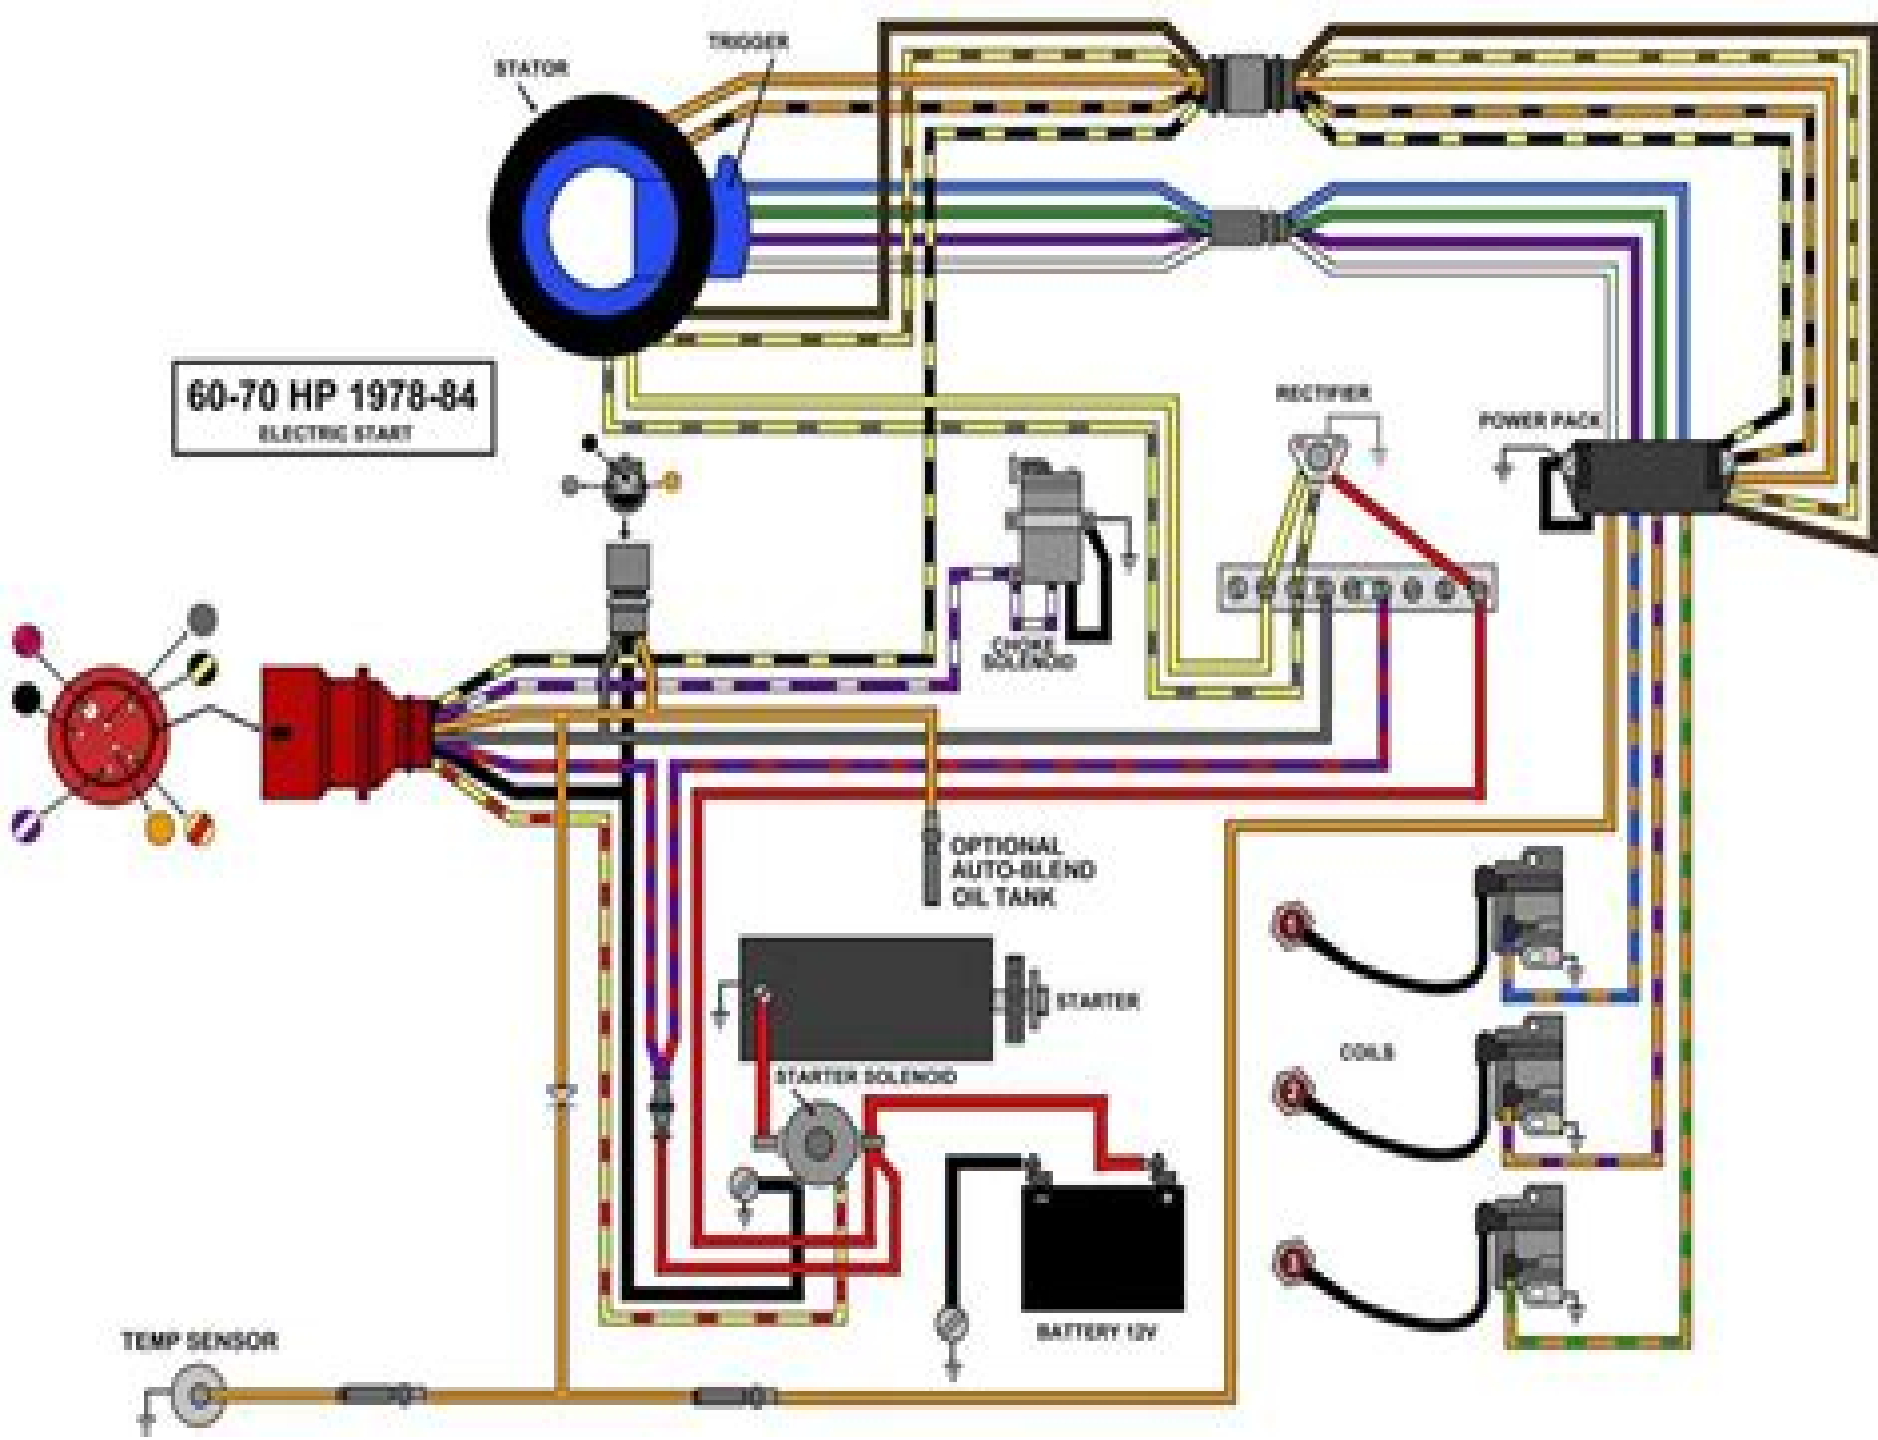 TRIGGER
STATOR
60-70 HP 1978-84
ELECTRIC START
RECTIFIER
POWER PACK
CHOKE
SOLENOID
OPTIONAL
AUTO-BLEND
OIL TANK
STARTER
COILS
STARTER SOLENOID
BATTERY 12V
TEMP SENSOR